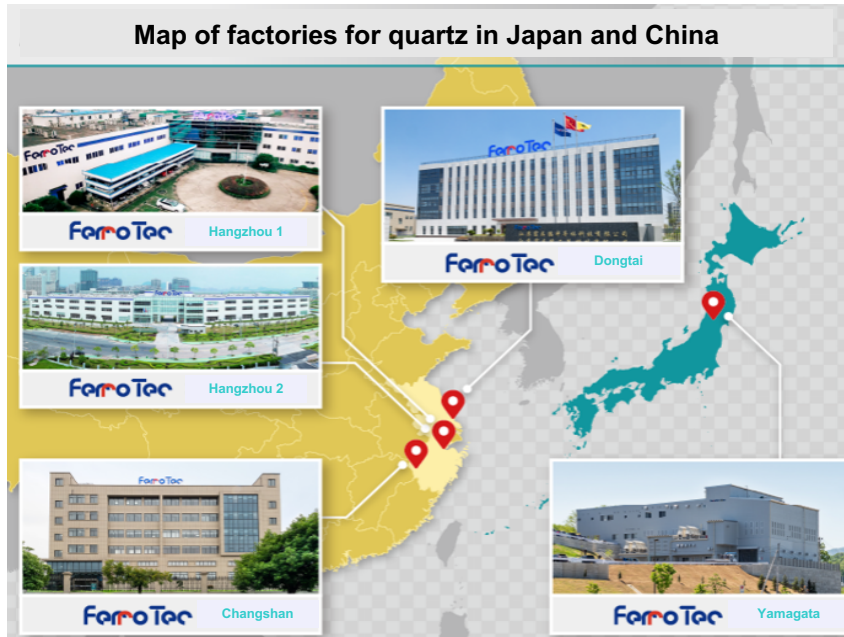 Map of factories for quartz in Japan and China
FerroTec
FerroTec
FerroTec Hangzhou 1
FerroTec
FerroTec Dongtai
FerroTec Hangzhou 2
FerroTec
FerroTec Changshan
FerroTec Yamagata